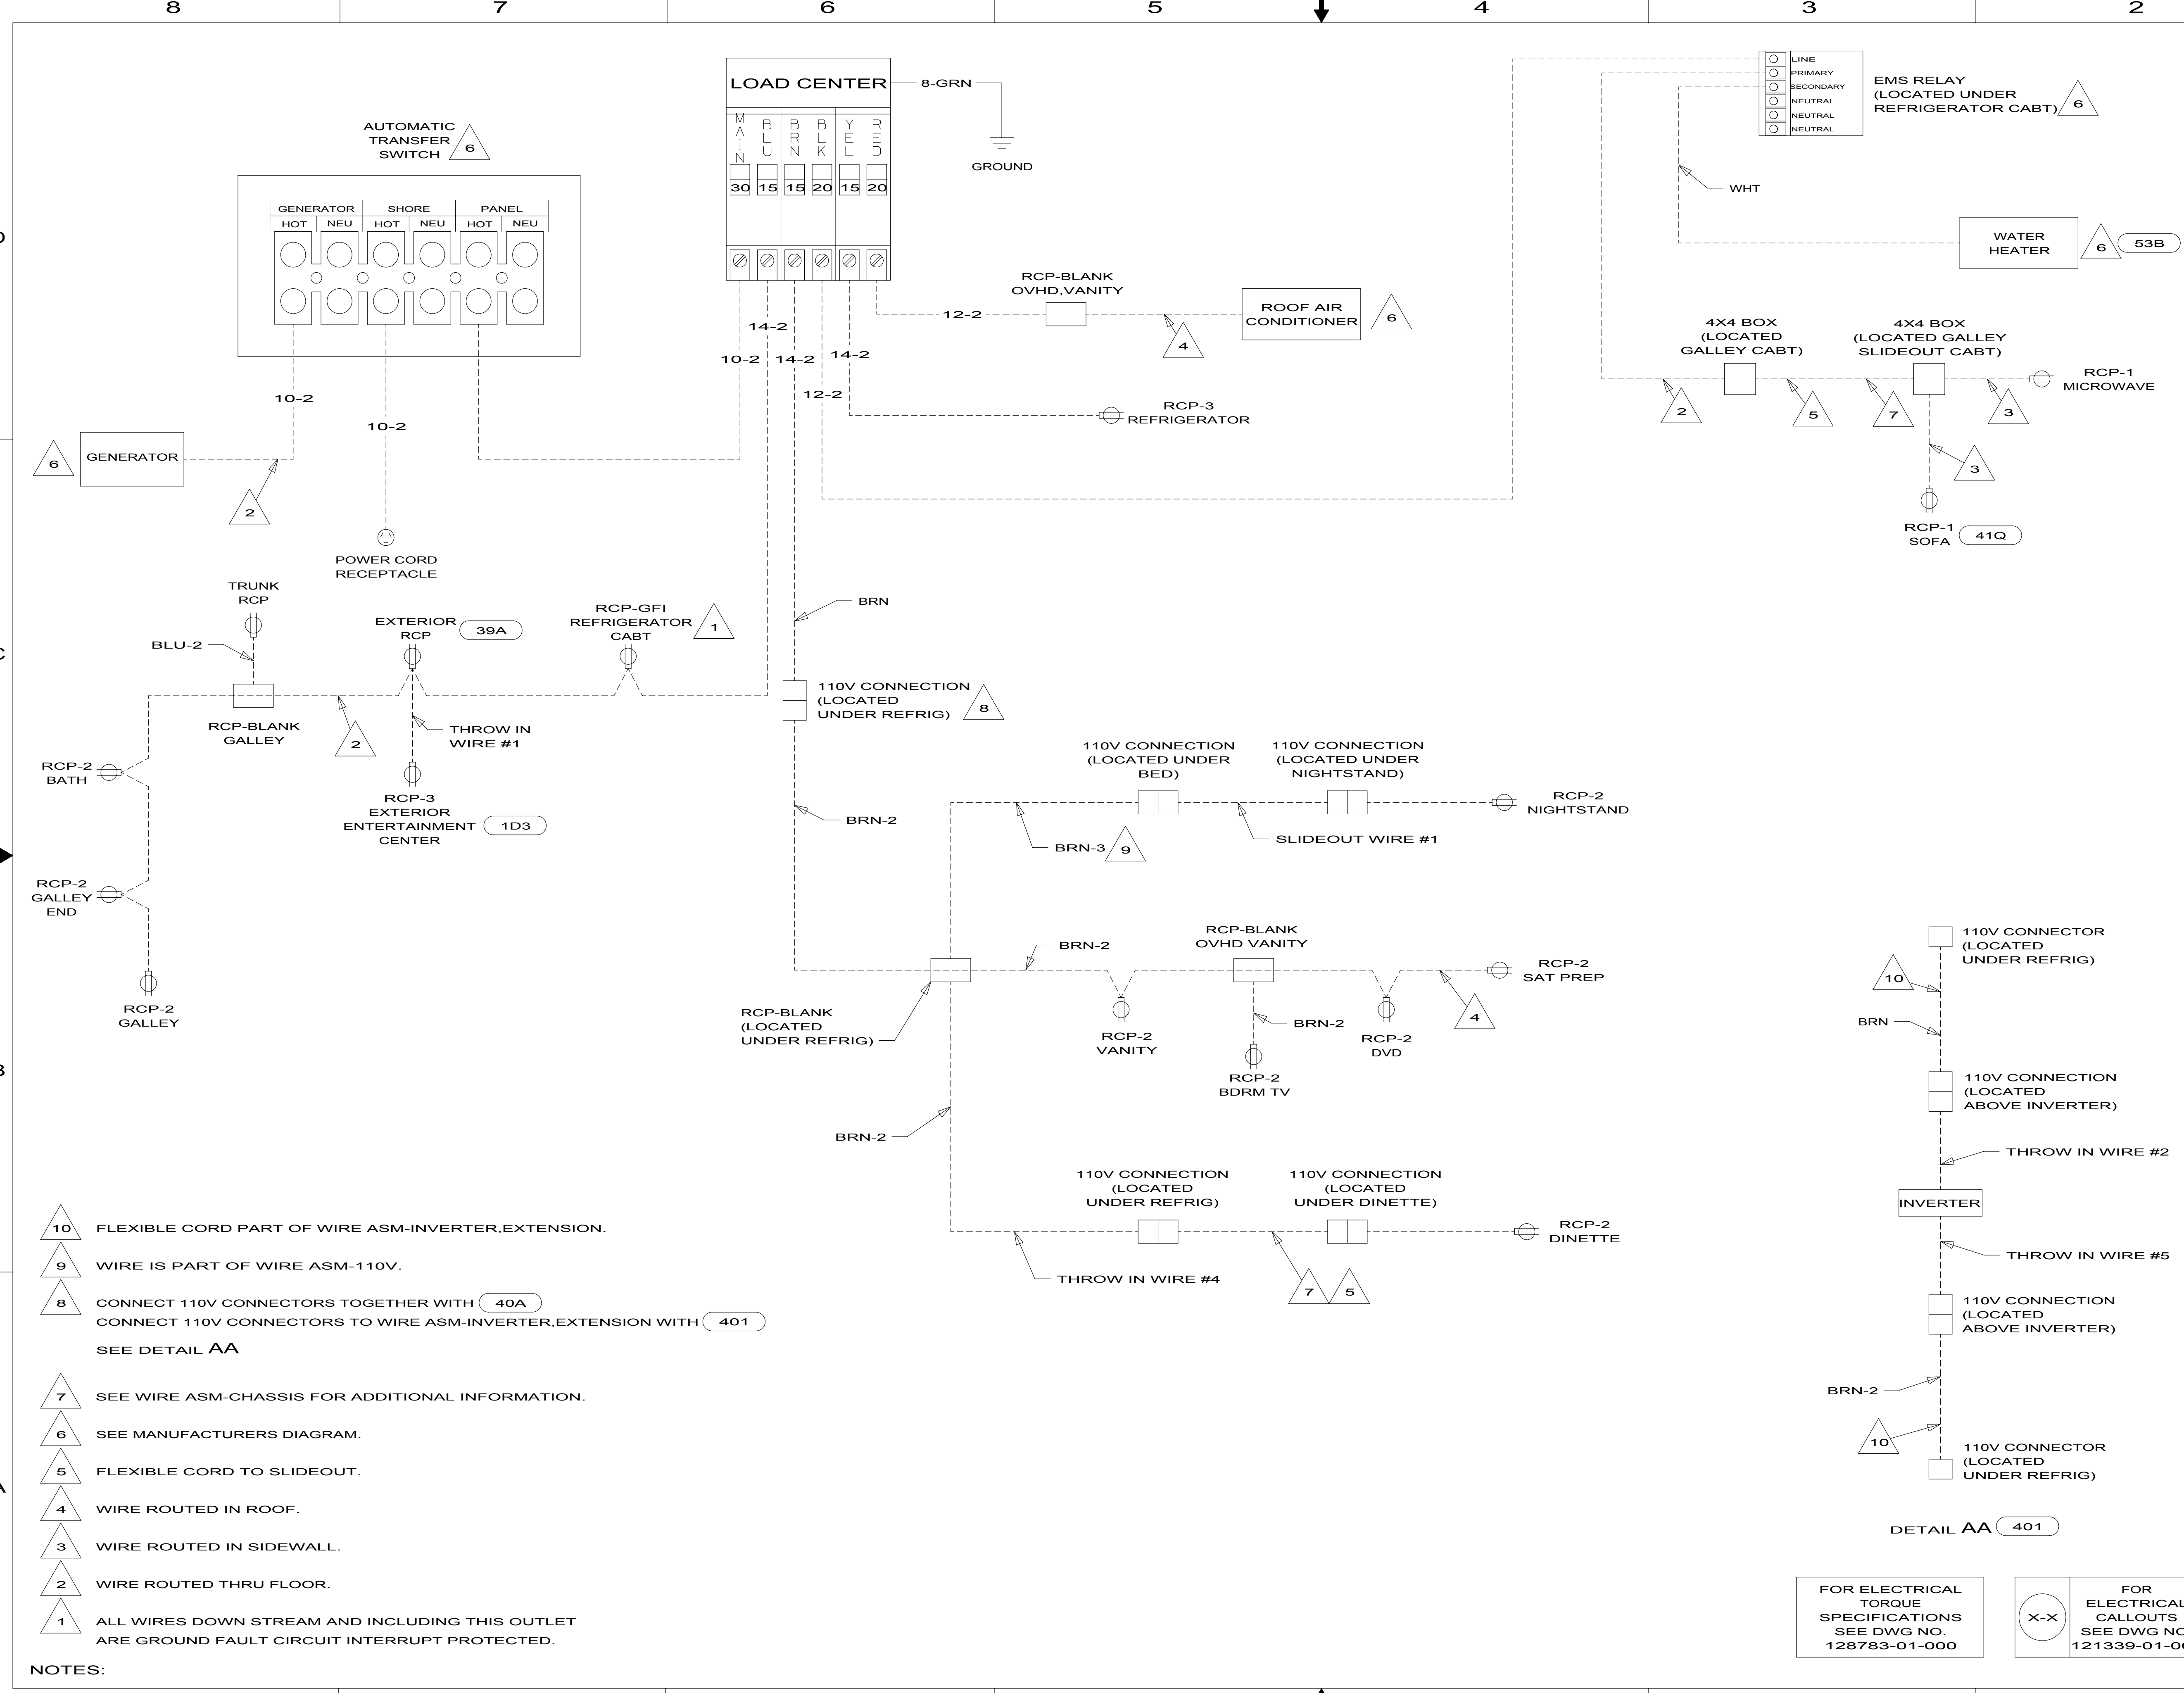 8 7 6 5 4 3 2
LOAD CENTER
8-GRN
GROUND
MAIN BLU BRN BLK YEL RED
30 15 15 20 15 20
AUTOMATIC
TRANSFER
SWITCH
6
GENERATOR SHORE PANEL
HOT NEU HOT NEU HOT NEU
10-2
10-2
GENERATOR
6
2
POWER CORD
RECEPTACLE
14-2
10-2 14-2 14-2
12-2
12-2
RCP-BLANK
OVHD,VANITY
4
ROOF AIR
CONDITIONER
6
RCP-3
REFRIGERATOR
LINE
PRIMARY
SECONDARY
NEUTRAL
NEUTRAL
NEUTRAL
EMS RELAY
(LOCATED UNDER
REFRIGERATOR CABT)
6
WHT
WATER
HEATER
6
53B
4X4 BOX
(LOCATED
GALLEY CABT)
4X4 BOX
(LOCATED GALLEY
SLIDEOUT CABT)
RCP-1
MICROWAVE
2
5
7
3
3
RCP-1
SOFA
41Q
TRUNK
RCP
BLU-2
EXTERIOR
RCP
39A
RCP-GFI
REFRIGERATOR
CABT
1
RCP-BLANK
GALLEY
2
THROW IN
WIRE #1
RCP-3
EXTERIOR
ENTERTAINMENT
CENTER
1D3
RCP-2
BATH
RCP-2
GALLEY
END
RCP-2
GALLEY
BRN
110V CONNECTION
(LOCATED
UNDER REFRIG)
8
BRN-2
110V CONNECTION
(LOCATED UNDER
BED)
110V CONNECTION
(LOCATED UNDER
NIGHTSTAND)
RCP-2
NIGHTSTAND
BRN-3
9
SLIDEOUT WIRE #1
BRN-2
RCP-BLANK
OVHD VANITY
RCP-2
SAT PREP
RCP-BLANK
(LOCATED
UNDER REFRIG)
RCP-2
VANITY
BRN-2
RCP-2
BDRM TV
RCP-2
DVD
4
BRN-2
110V CONNECTION
(LOCATED
UNDER REFRIG)
110V CONNECTION
(LOCATED
UNDER DINETTE)
RCP-2
DINETTE
THROW IN WIRE #4
7
5
110V CONNECTOR
(LOCATED
UNDER REFRIG)
10
BRN
110V CONNECTION
(LOCATED
ABOVE INVERTER)
THROW IN WIRE #2
INVERTER
THROW IN WIRE #5
110V CONNECTION
(LOCATED
ABOVE INVERTER)
BRN-2
10
110V CONNECTOR
(LOCATED
UNDER REFRIG)
DETAIL AA
401
10 FLEXIBLE CORD PART OF WIRE ASM-INVERTER,EXTENSION.
9 WIRE IS PART OF WIRE ASM-110V.
8 CONNECT 110V CONNECTORS TOGETHER WITH 40A
CONNECT 110V CONNECTORS TO WIRE ASM-INVERTER,EXTENSION WITH 401
SEE DETAIL AA
7 SEE WIRE ASM-CHASSIS FOR ADDITIONAL INFORMATION.
6 SEE MANUFACTURERS DIAGRAM.
5 FLEXIBLE CORD TO SLIDEOUT.
4 WIRE ROUTED IN ROOF.
3 WIRE ROUTED IN SIDEWALL.
2 WIRE ROUTED THRU FLOOR.
1 ALL WIRES DOWN STREAM AND INCLUDING THIS OUTLET
ARE GROUND FAULT CIRCUIT INTERRUPT PROTECTED.
NOTES:
FOR ELECTRICAL
TORQUE
SPECIFICATIONS
SEE DWG NO.
128783-01-000
X-X
FOR
ELECTRICAL
CALLOUTS
SEE DWG